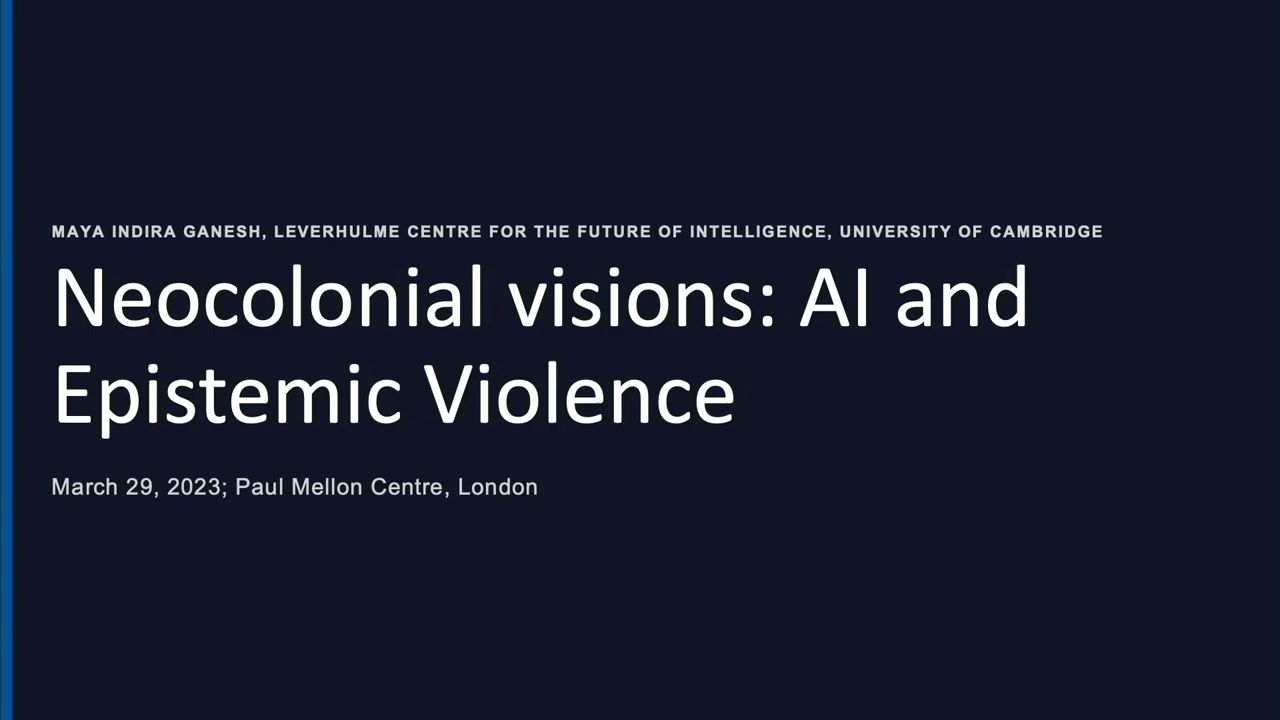 MAYA INDIRA GANESH, LEVERHULME CENTRE FOR THE FUTURE OF INTELLIGENCE, UNIVERSITY OF CAMBRIDGE
Neocolonial visions: AI and
Epistemic Violence
March 29, 2023; Paul Mellon Centre, London